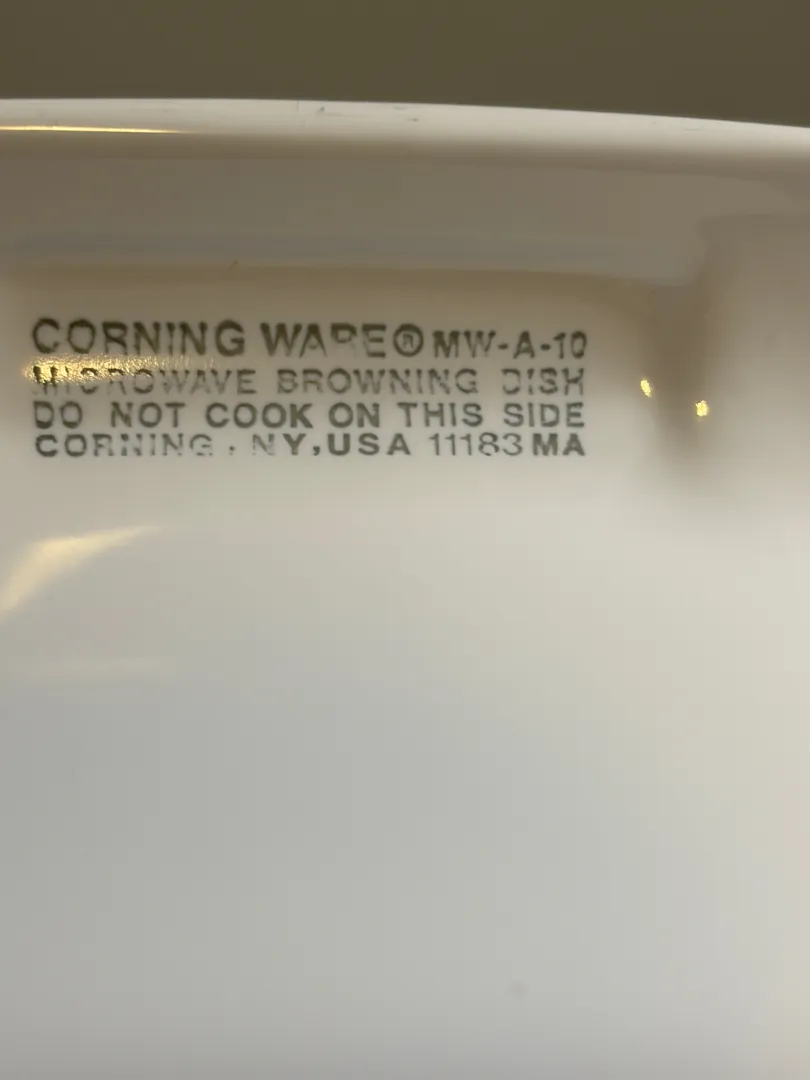 CORNING WARE® MW-A-10
MICROWAVE BROWNING DISH
DO NOT COOK ON THIS SIDE
CORNING, NY, USA 11183 MA